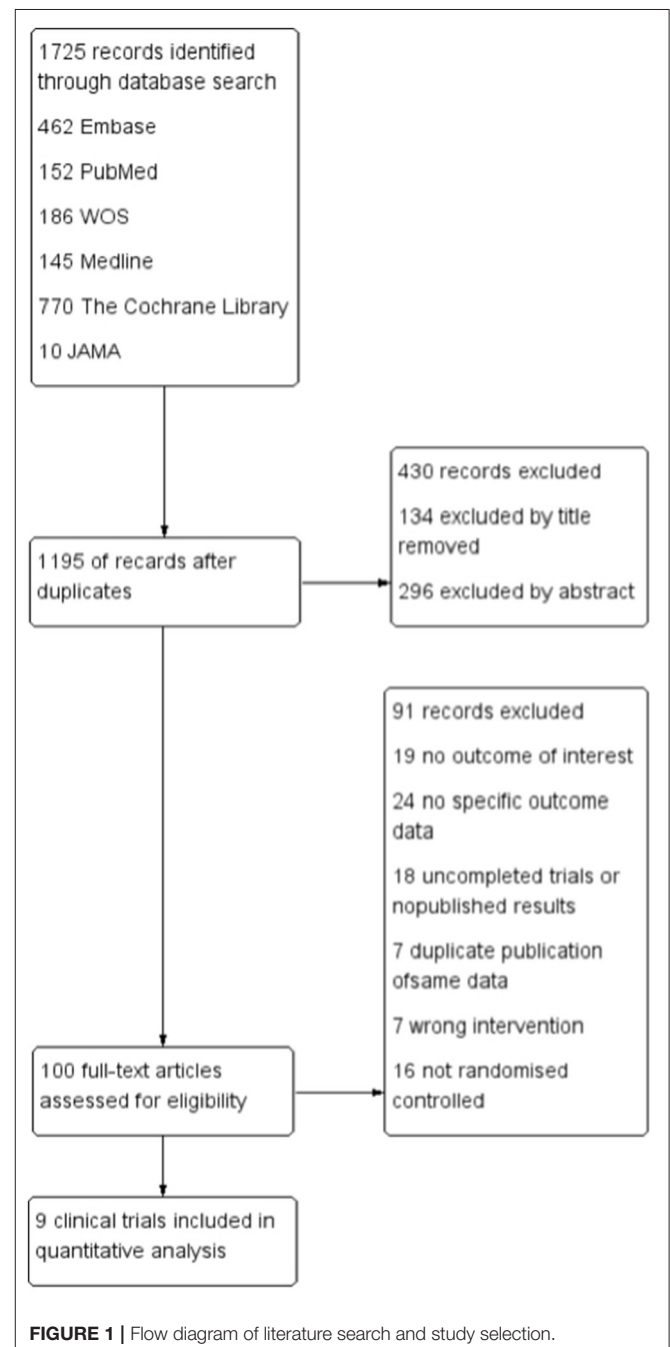 1725 records identified
through database search
462 Embase
152 PubMed
186 WOS
145 Medline
770 The Cochrane Library
10 JAMA
430 records excluded
134 excluded by title
removed
296 excluded by abstract
1195 of recards after
duplicates
91 records excluded
19 no outcome of interest
24 no specific outcome
data
18 uncompleted trials or
nopublished results
7 duplicate publication
ofsame data
7 wrong intervention
16 not randomised
controlled
100 full-text articles
assessed for eligibility
9 clinical trials included in
quantitative analysis
FIGURE 1 | Flow diagram of literature search and study selection.